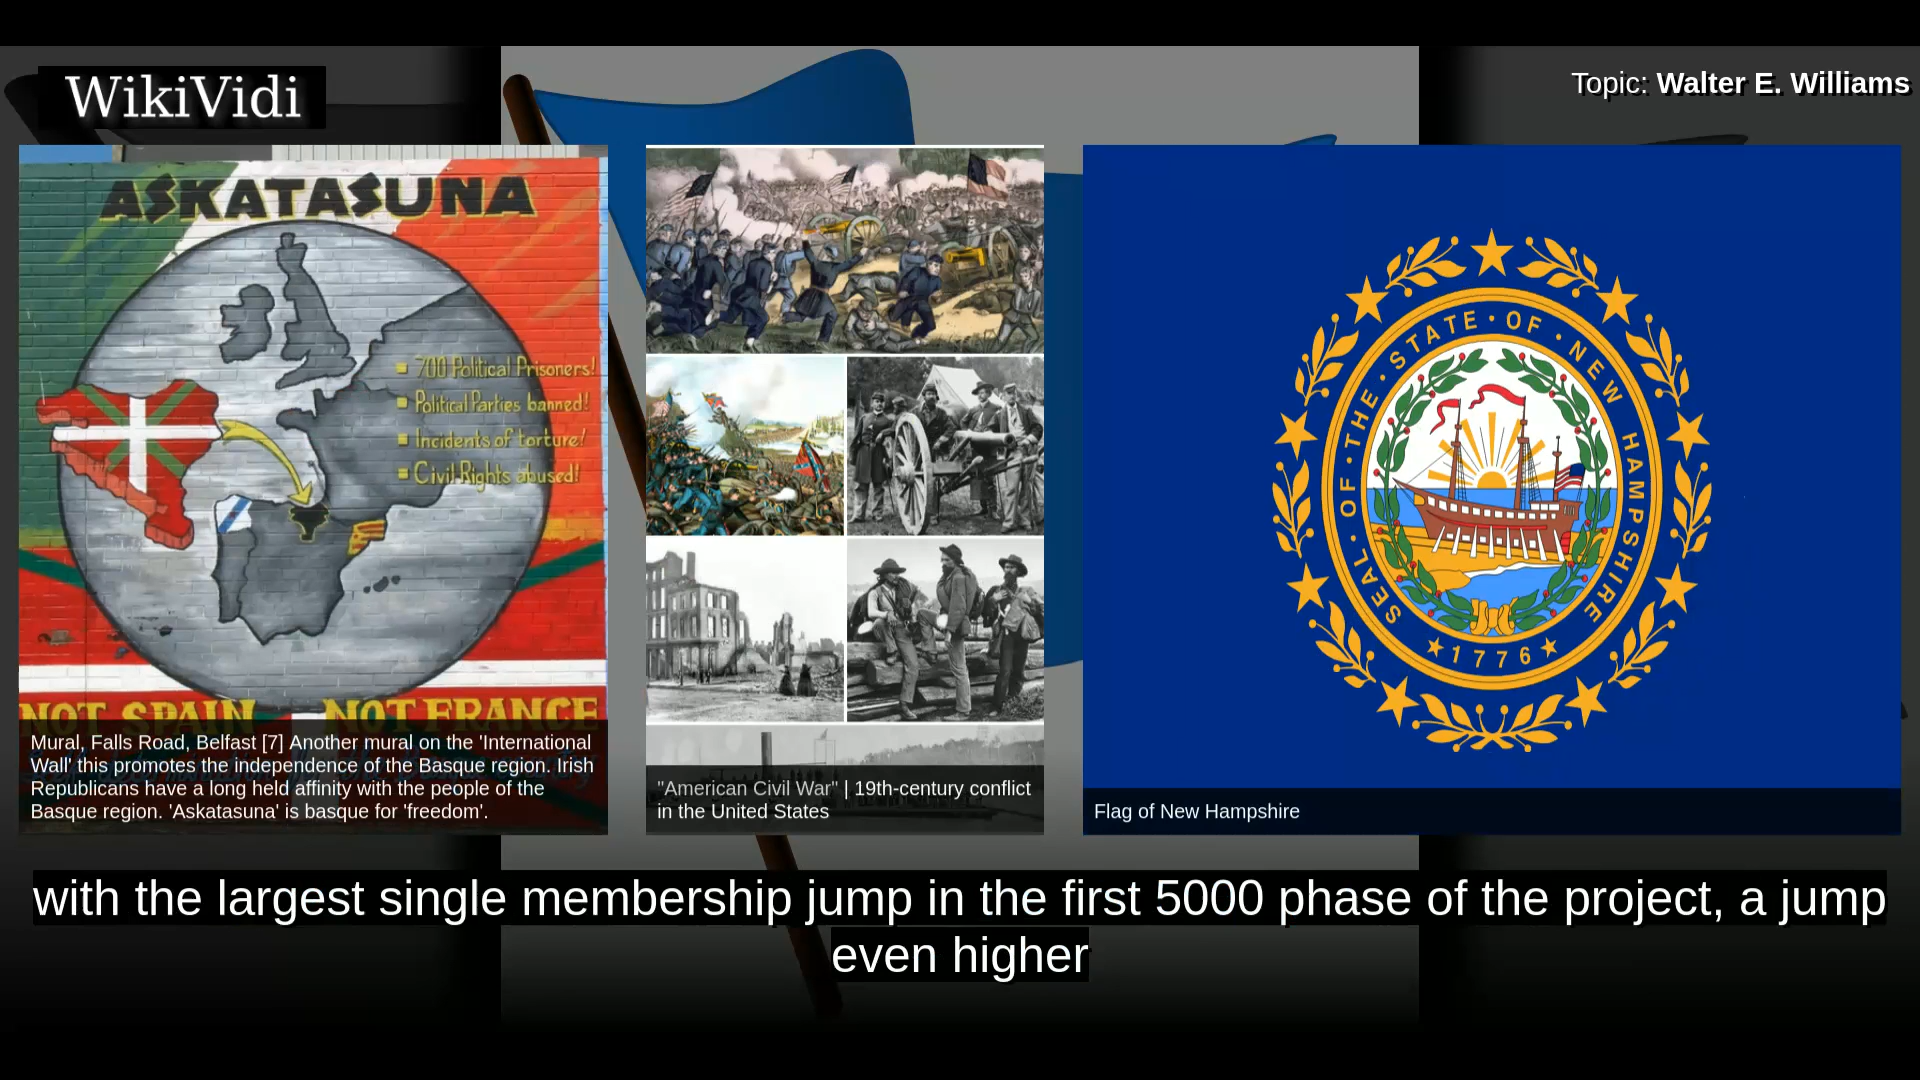 WikiVidi
Topic: Walter E. Williams
ASKATASUNA
700 Political Prisoners!
Political Parties banned!
Incidents of torture!
Civil Rights abused!
NOT SPAIN NOT FRANCE
Mural, Falls Road, Belfast [7] Another mural on the 'International
Wall' this promotes the independence of the Basque region. Irish
Republicans have a long held affinity with the people of the
Basque region. 'Askatasuna' is basque for 'freedom'.
"American Civil War" | 19th-century conflict
in the United States
SEAL · OF · THE · STATE · OF · NEW HAMPSHIRE
1776
Flag of New Hampshire
with the largest single membership jump in the first 5000 phase of the project, a jump
even higher